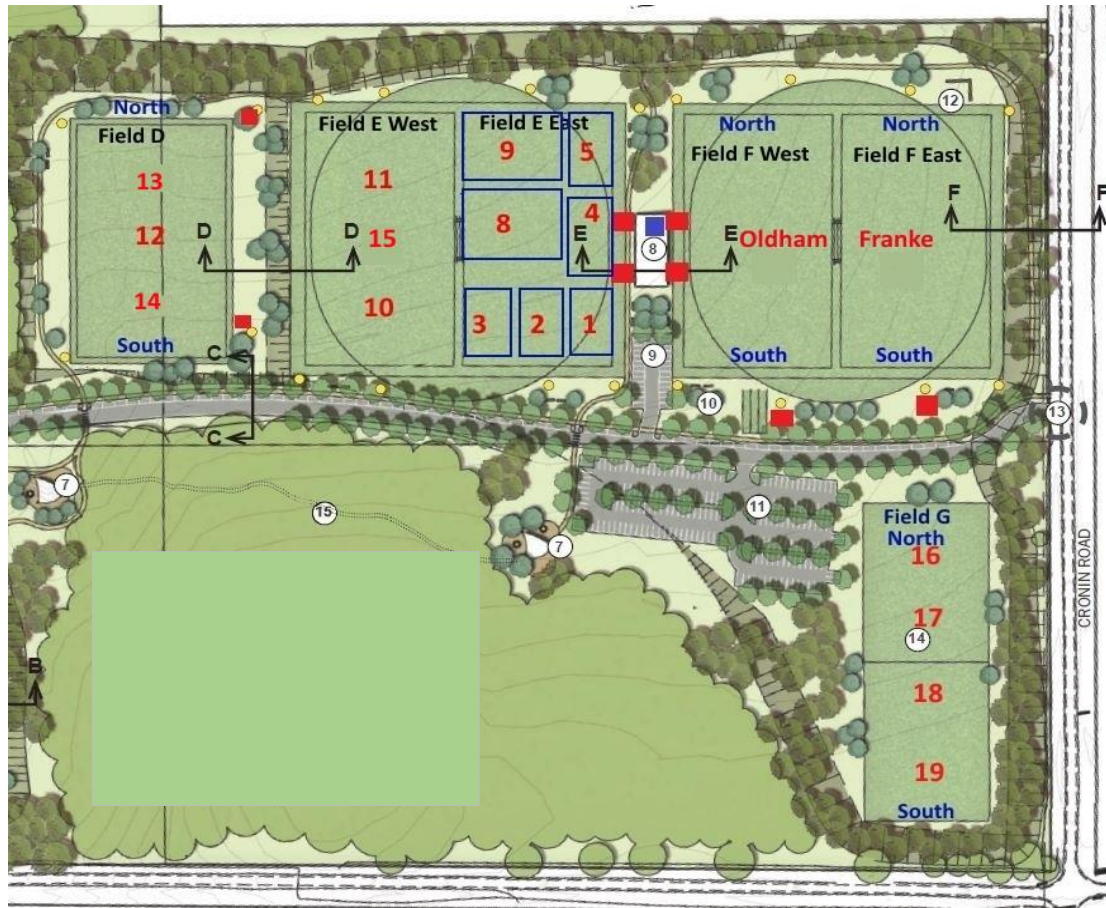 North
Field D
13
12
14
South
D
D
C
C
Field E West
11
15
10
Field E East
9
5
8
4
3
2
1
E
E
8
9
10
North
Field F West
Oldham
South
North
Field F East
Franke
South
12
F
F
13
7
15
7
11
Field G
North
16
17
14
18
19
South
B
CRONIN ROAD